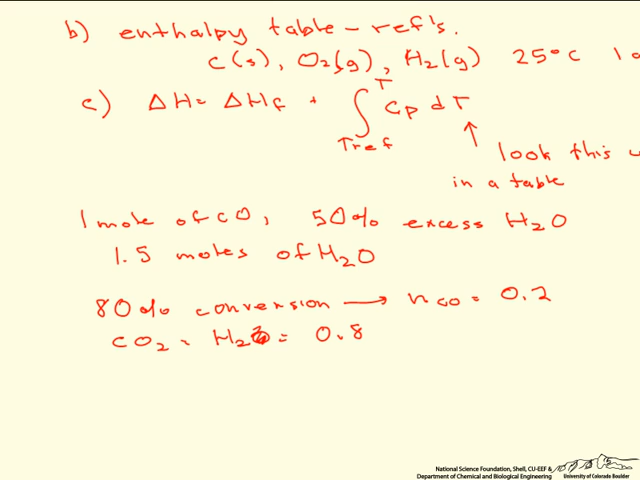 b) enthalpy table - ref's.
C(s), O2(g), H2(g) 25°C 1
c) ΔH = ΔHf + ∫ Cp dT
T
Tref
look this
in a table
1 mole of CO, 50% excess H2O
1.5 moles of H2O
80% conversion → nCO = 0.2
CO2 = H2 = 0.8
National Science Foundation, Shell, CU-EEF &
Department of Chemical and Biological Engineering
University of Colorado Boulder